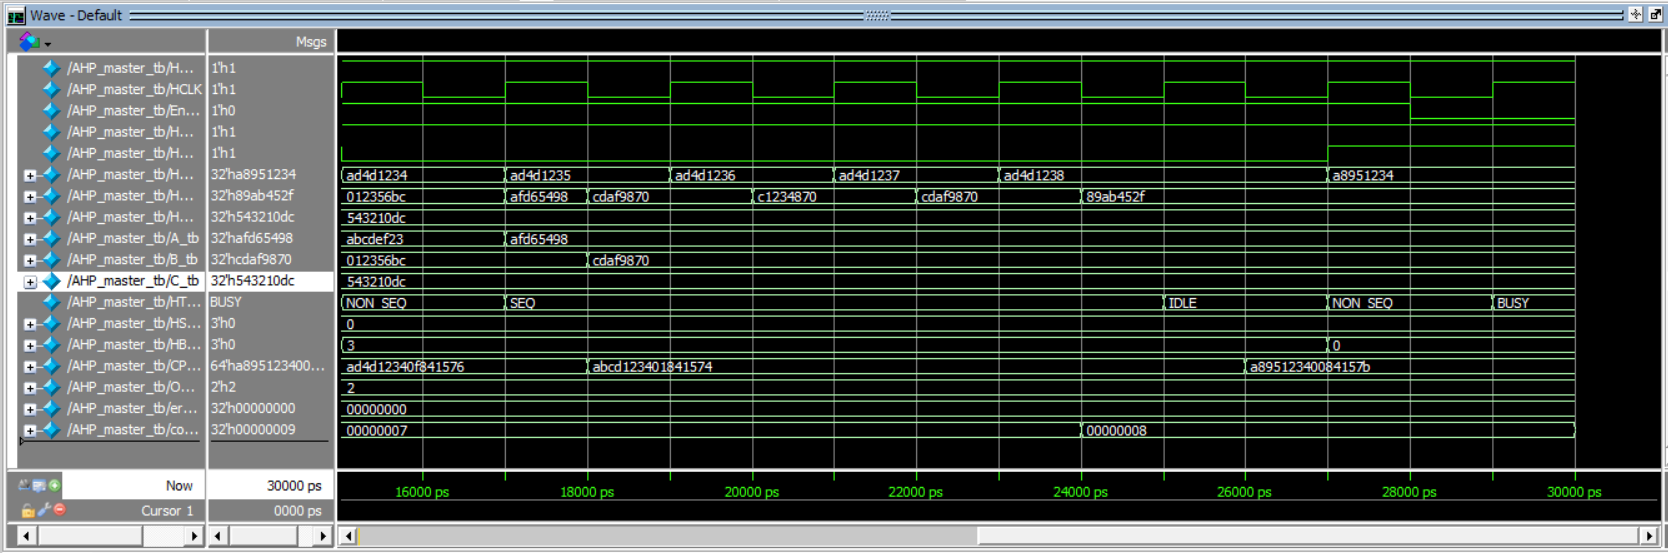 Wave - Default
Msgs
/AHP_master_tb/H... 1'h1
/AHP_master_tb/HCLK 1'h1
/AHP_master_tb/En... 1'h0
/AHP_master_tb/H... 1'h1
/AHP_master_tb/H... 1'h1
/AHP_master_tb/H... 32'ha8951234 ad4d1234 ad4d1235 ad4d1236 ad4d1237 ad4d1238 a8951234
/AHP_master_tb/H... 32'h89ab452f 012356bc afd65498 cdaf9870 c1234870 cdaf9870 89ab452f
/AHP_master_tb/H... 32'h543210dc 543210dc
/AHP_master_tb/A_tb 32'hafd65498 abcdef23 afd65498
/AHP_master_tb/B_tb 32'hcdaf9870 012356bc cdaf9870
/AHP_master_tb/C_tb 32'h543210dc 543210dc
/AHP_master_tb/HT... BUSY NON_SEQ SEQ IDLE NON_SEQ BUSY
/AHP_master_tb/HS... 3'h0 0
/AHP_master_tb/HB... 3'h0 3 0
/AHP_master_tb/CP... 64'ha895123400... ad4d12340f841576 abcd123401841574 a89512340084157b
/AHP_master_tb/O... 2'h2 2
/AHP_master_tb/er... 32'h00000000 00000000
/AHP_master_tb/co... 32'h00000009 00000007 00000008
Now 30000 ps 16000 ps 18000 ps 20000 ps 22000 ps 24000 ps 26000 ps 28000 ps 30000 ps
Cursor 1 0000 ps